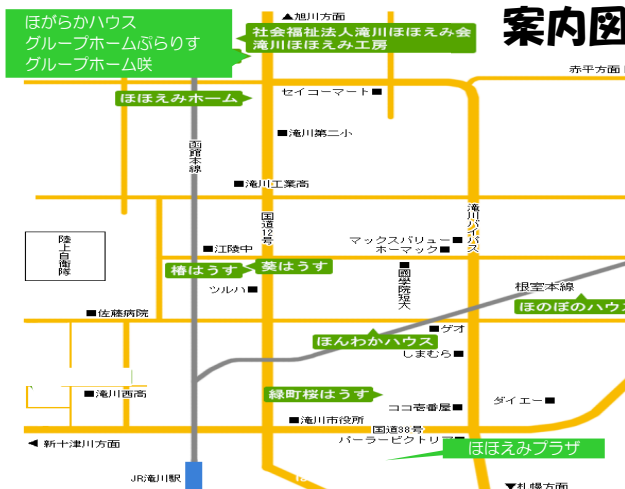 ほがらかハウス
グループホームぷらりす
グループホーム咲
▲旭川方面
社会福祉法人滝川ほほえみ会
滝川ほほえみ工房
案内図
赤平方面
ほほえみホーム
セイコーマート■
■滝川第二小
函館本線
■滝川工業高
国道12号
滝川バイパス
陸上自衛隊
■江陵中
マックスバリュー■
ホーマック■
椿はうす
葵はうす
■國學院短大
ツルハ■
根室本線
ほのぼのハウス
■佐藤病院
■ゲオ
ほんわかハウス
しまむら■
■滝川西高
緑町桜はうす
ココ壱番屋■
ダイエー■
■滝川市役所
国道38号
◀ 新十津川方面
パーラービクトリア■
ほほえみプラザ
JR滝川駅
▼札幌方面